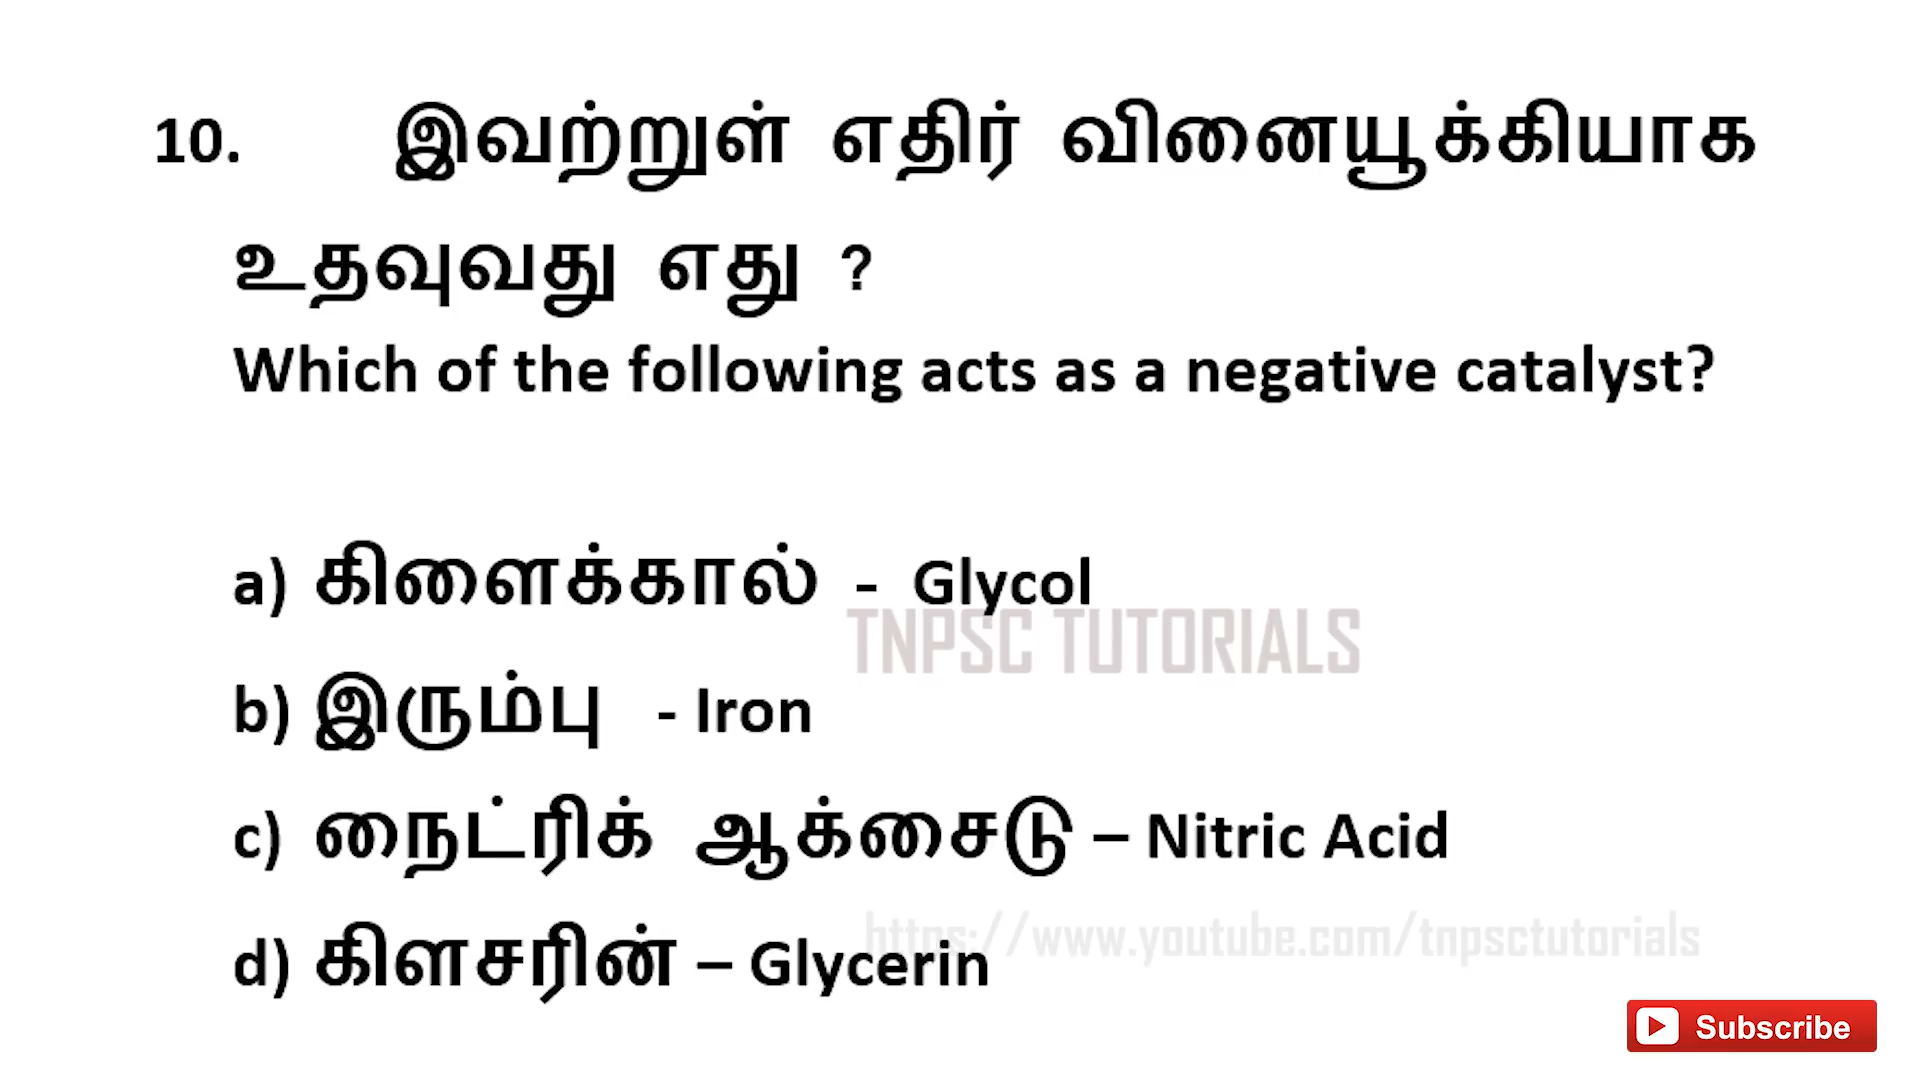 10. இவற்றுள் எதிர் வினையூக்கியாக
உதவுவது எது ?
Which of the following acts as a negative catalyst?
a) கிளைக்கால் - Glycol
TNPSC TUTORIALS
b) இரும்பு - Iron
c) நைட்ரிக் ஆக்சைடு – Nitric Acid
https://www.youtube.com/tnpsctutorials
d) கிளசரின் – Glycerin
Subscribe